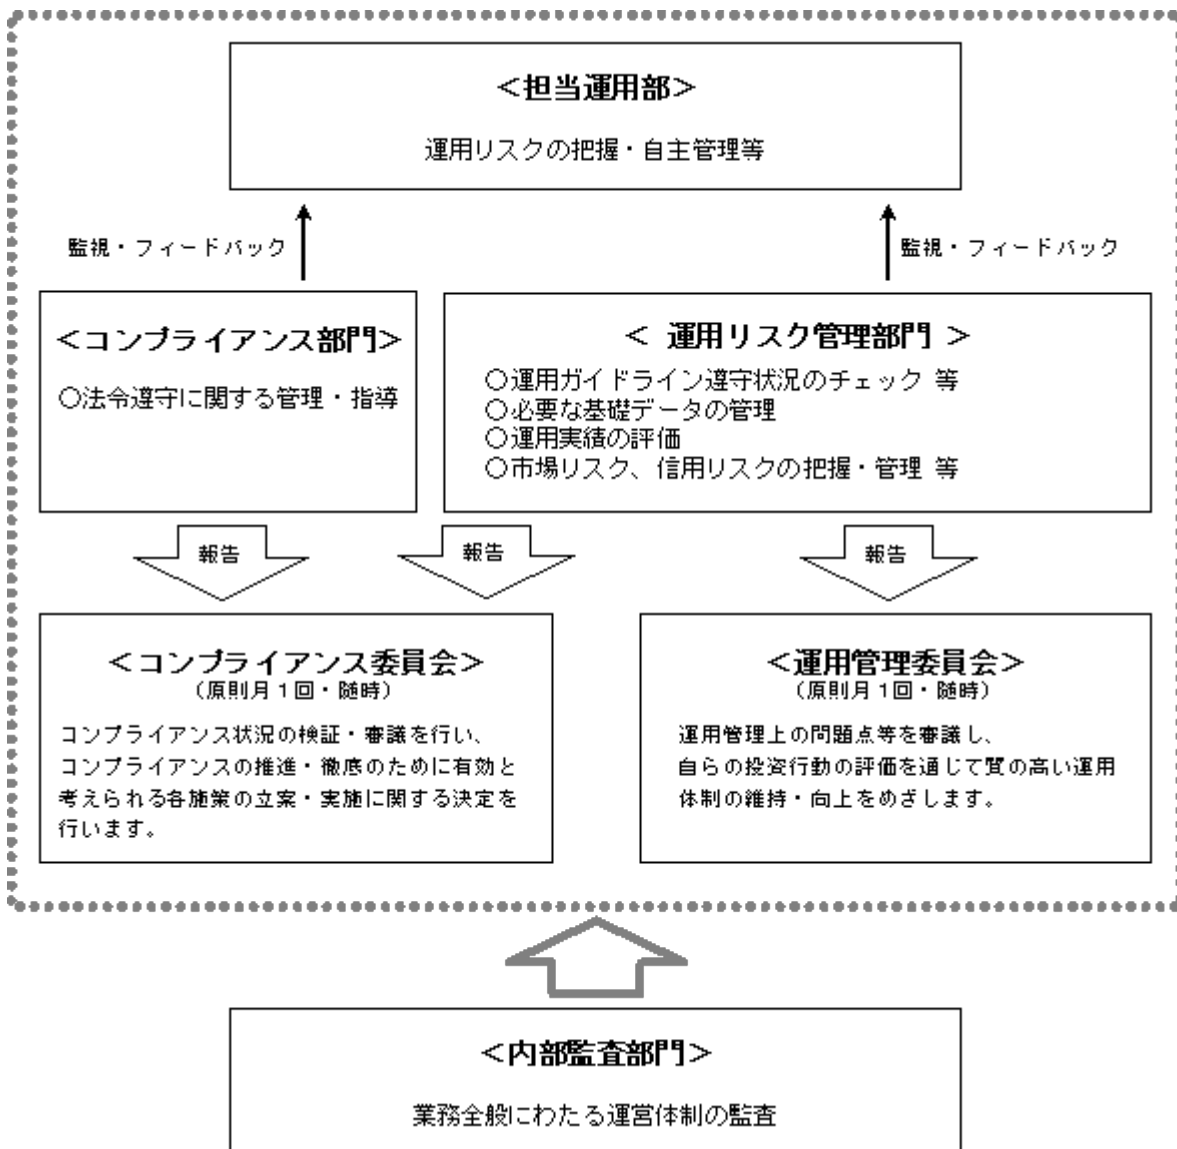 ＜担当運用部＞
運用リスクの把握・自主管理等
監視・フィードバック
監視・フィードバック
＜コンプライアンス部門＞
○法令遵守に関する管理・指導
＜ 運用リスク管理部門 ＞
○運用ガイドライン遵守状況のチェック 等
○必要な基礎データの管理
○運用実績の評価
○市場リスク、信用リスクの把握・管理 等
報告
報告
報告
＜コンプライアンス委員会＞
（原則月１回・随時）
コンプライアンス状況の検証・審議を行い、
コンプライアンスの推進・徹底のために有効と
考えられる各施策の立案・実施に関する決定を
行います。
＜運用管理委員会＞
（原則月１回・随時）
運用管理上の問題点等を審議し、
自らの投資行動の評価を通じて質の高い運用
体制の維持・向上をめざします。
＜内部監査部門＞
業務全般にわたる運営体制の監査